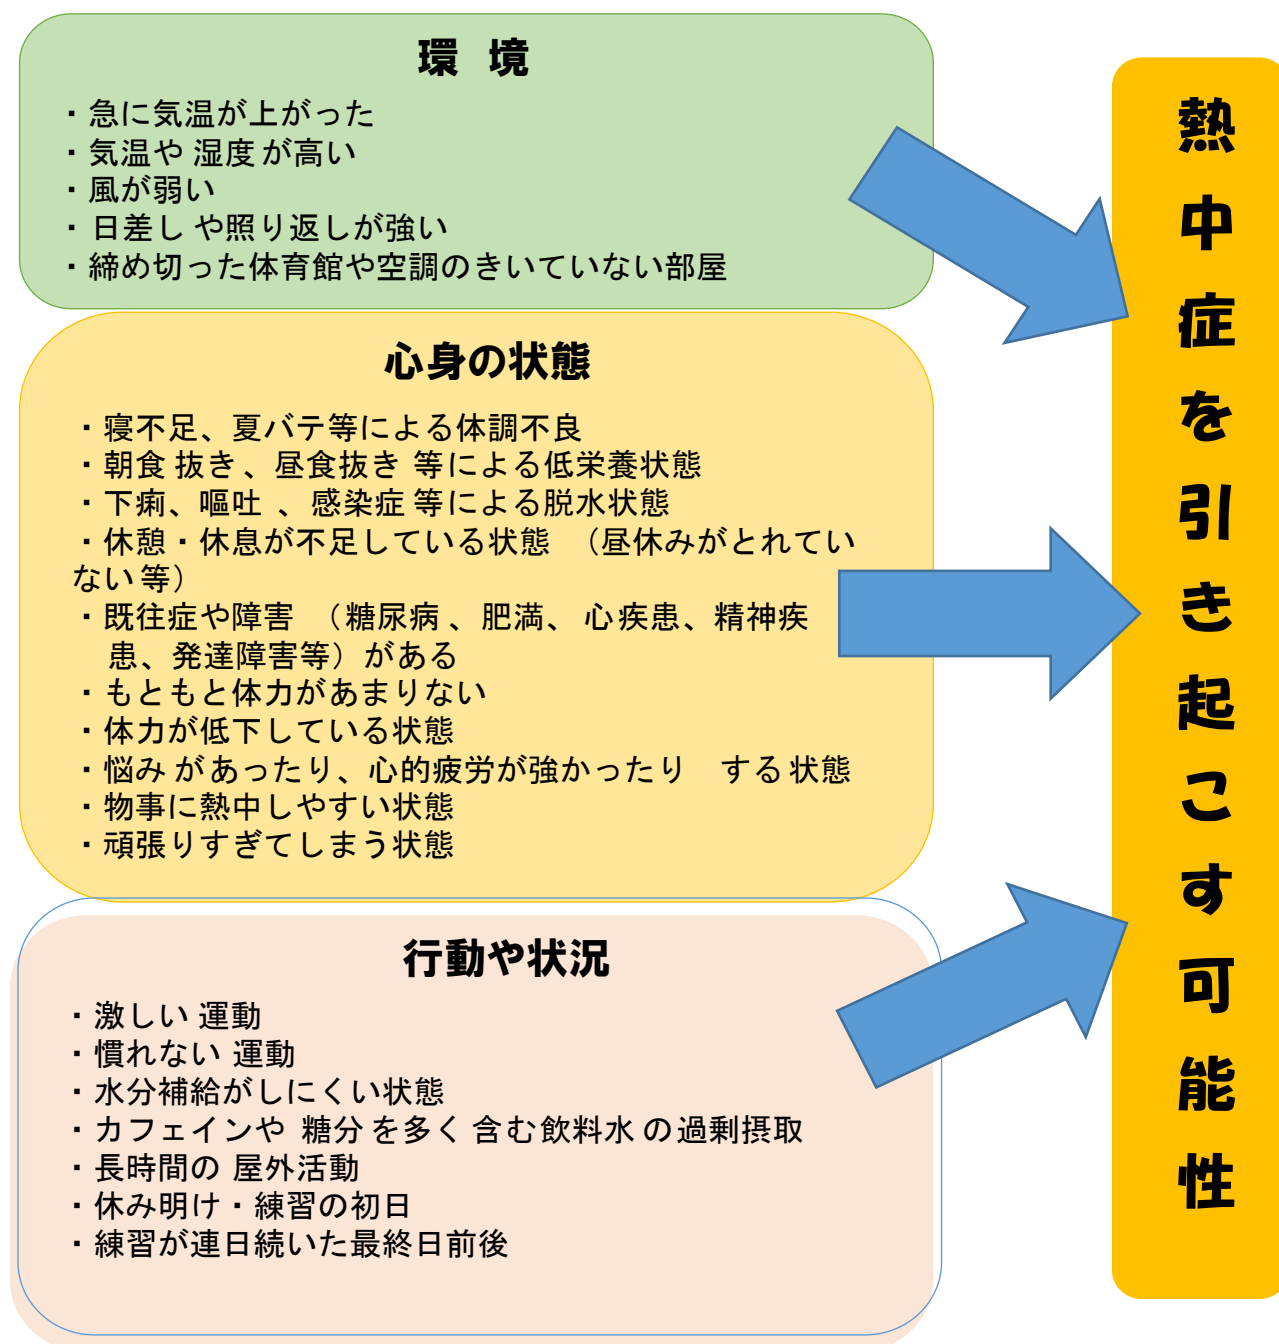 環 境
・急に気温が上がった
・気温や 湿度 が高い
・風が弱い
・日差し や照り返しが強い
・締め切った体育館や空調のきいていない部屋
心身の状態
・寝不足、夏バテ等による体調不良
・朝食 抜き 、昼食抜き 等による低栄養状態
・下痢、嘔吐 、感染症 等による脱水状態
・休憩・休息が不足している状態 (昼休みがとれてい
ない 等)
・既往症や障害 (糖尿病 、肥満、 心疾患、精神疾
患、発達障害等)がある
・もともと体力があまりない
・体力が低下している状態
・悩み があったり、心的疲労が強かったり する 状態
・物事に熱中しやすい状態
・頑張りすぎてしまう状態
行動や状況
・激しい 運動
・慣れない 運動
・水分補給がしにくい状態
・カフェインや 糖分 を多く 含む飲料水 の過剰摂取
・長時間の 屋外活動
・休み明け・練習の初日
・練習が連日続いた最終日前後
熱中症を引き起こす可能性